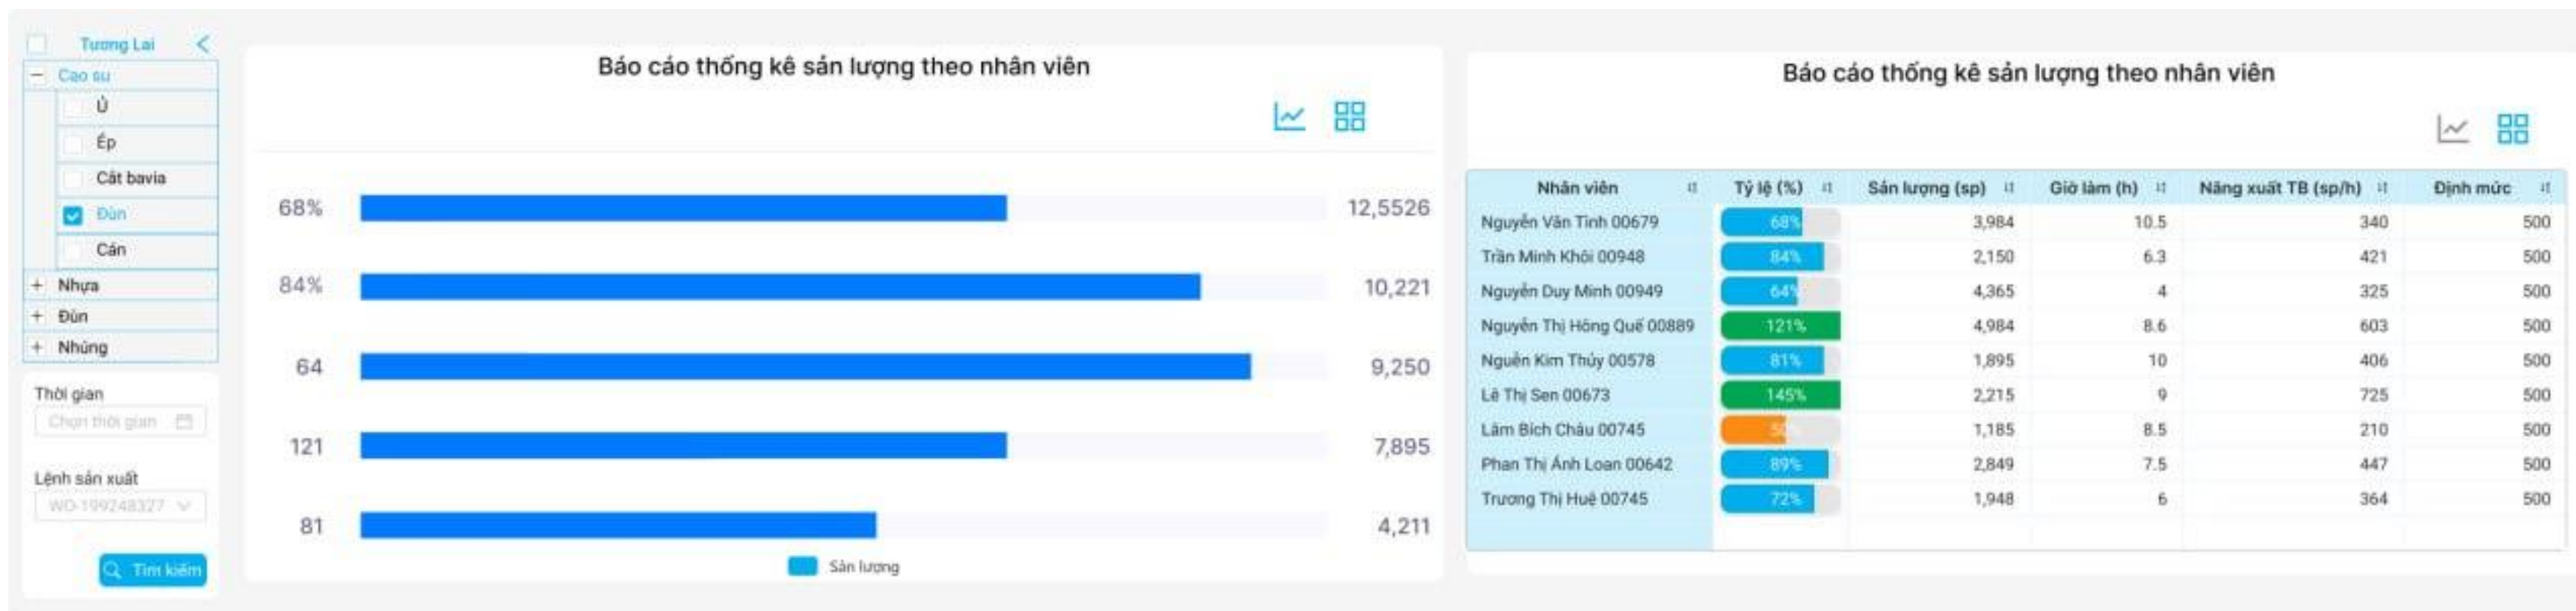 Tương Lai
Cao su
Ủ
Ép
Cắt bavia
Đùn
Cán
Nhựa
Đùn
Nhúng
Thời gian
Chọn thời gian
Lệnh sản xuất
WO-199248327
Tìm kiếm
Báo cáo thống kê sản lượng theo nhân viên
68% 12,5526
84% 10,221
64 9,250
121 7,895
81 4,211
Sản lượng
Báo cáo thống kê sản lượng theo nhân viên
Nhân viên Tỷ lệ (%) Sản lượng (sp) Giờ làm (h) Năng xuất TB (sp/h) Định mức
Nguyễn Văn Tình 00679 68% 3,984 10.5 340 500
Trần Minh Khôi 00948 84% 2,150 6.3 421 500
Nguyễn Duy Minh 00949 64% 4,365 4 325 500
Nguyễn Thị Hồng Quế 00889 121% 4,984 8.6 603 500
Nguễn Kim Thủy 00578 81% 1,895 10 406 500
Lê Thị Sen 00673 145% 2,215 9 725 500
Lâm Bích Châu 00745 1,185 8.5 210 500
Phan Thị Ánh Loan 00642 89% 2,849 7.5 447 500
Trương Thị Huệ 00745 72% 1,948 6 364 500